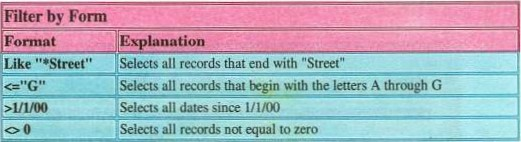 Filter by Form
Format Explanation
Like "*Street" Selects all records that end with "Street"
<="G" Selects all records that begin with the letters A through G
>1/1/00 Selects all dates since 1/1/00
<> 0 Selects all records not equal to zero